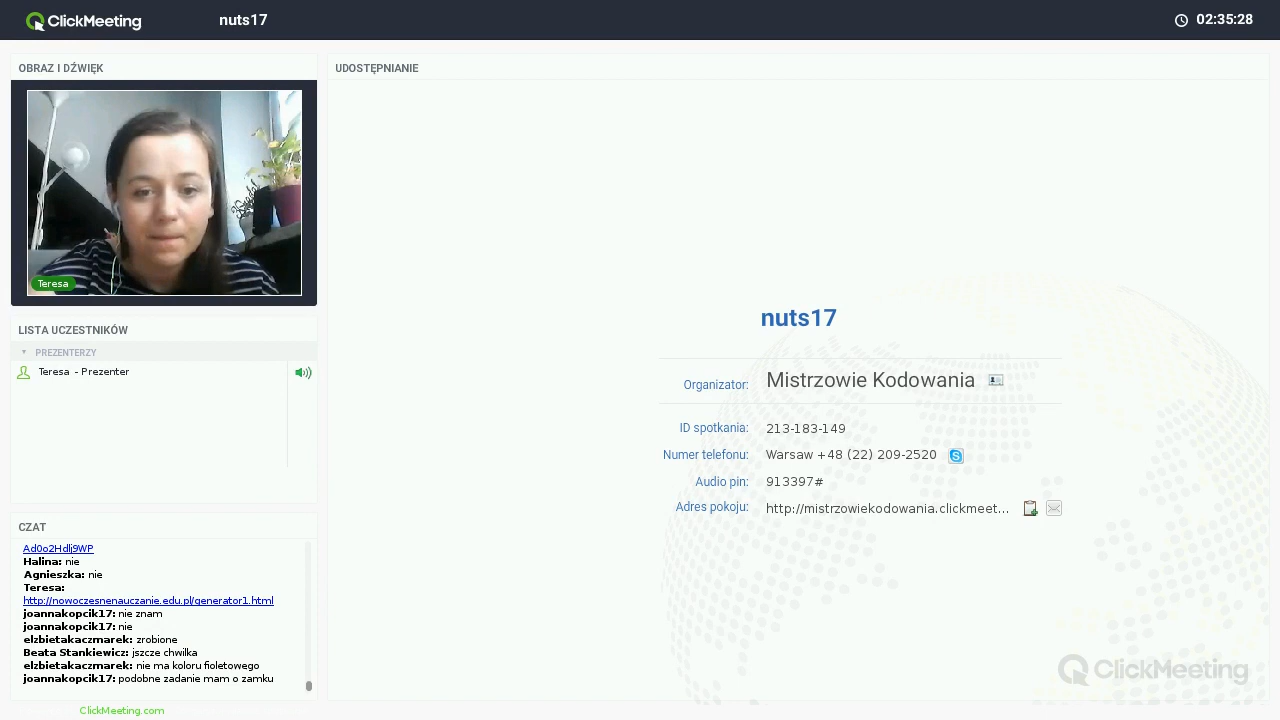 ClickMeeting
nuts17
02:35:28
OBRAZ I DŹWIĘK
Teresa
LISTA UCZESTNIKÓW
PREZENTERZY
Teresa - Prezenter
CZAT
Ad0o2Hdlj9WP
Halina: nie
Agnieszka: nie
Teresa:
http://nowoczesnenauczanie.edu.pl/generator1.html
joannakopcik17: nie znam
joannakopcik17: nie
elzbietakaczmarek: zrobione
Beata Stankiewicz: jszcze chwilka
elzbietakaczmarek: nie ma koloru fioletowego
joannakopcik17: podobne zadanie mam o zamku
ClickMeeting.com
UDOSTĘPNIANIE
nuts17
Organizator: Mistrzowie Kodowania
ID spotkania: 213-183-149
Numer telefonu: Warsaw +48 (22) 209-2520
Audio pin: 913397#
Adres pokoju: http://mistrzowiekodowania.clickmeet...
ClickMeeting